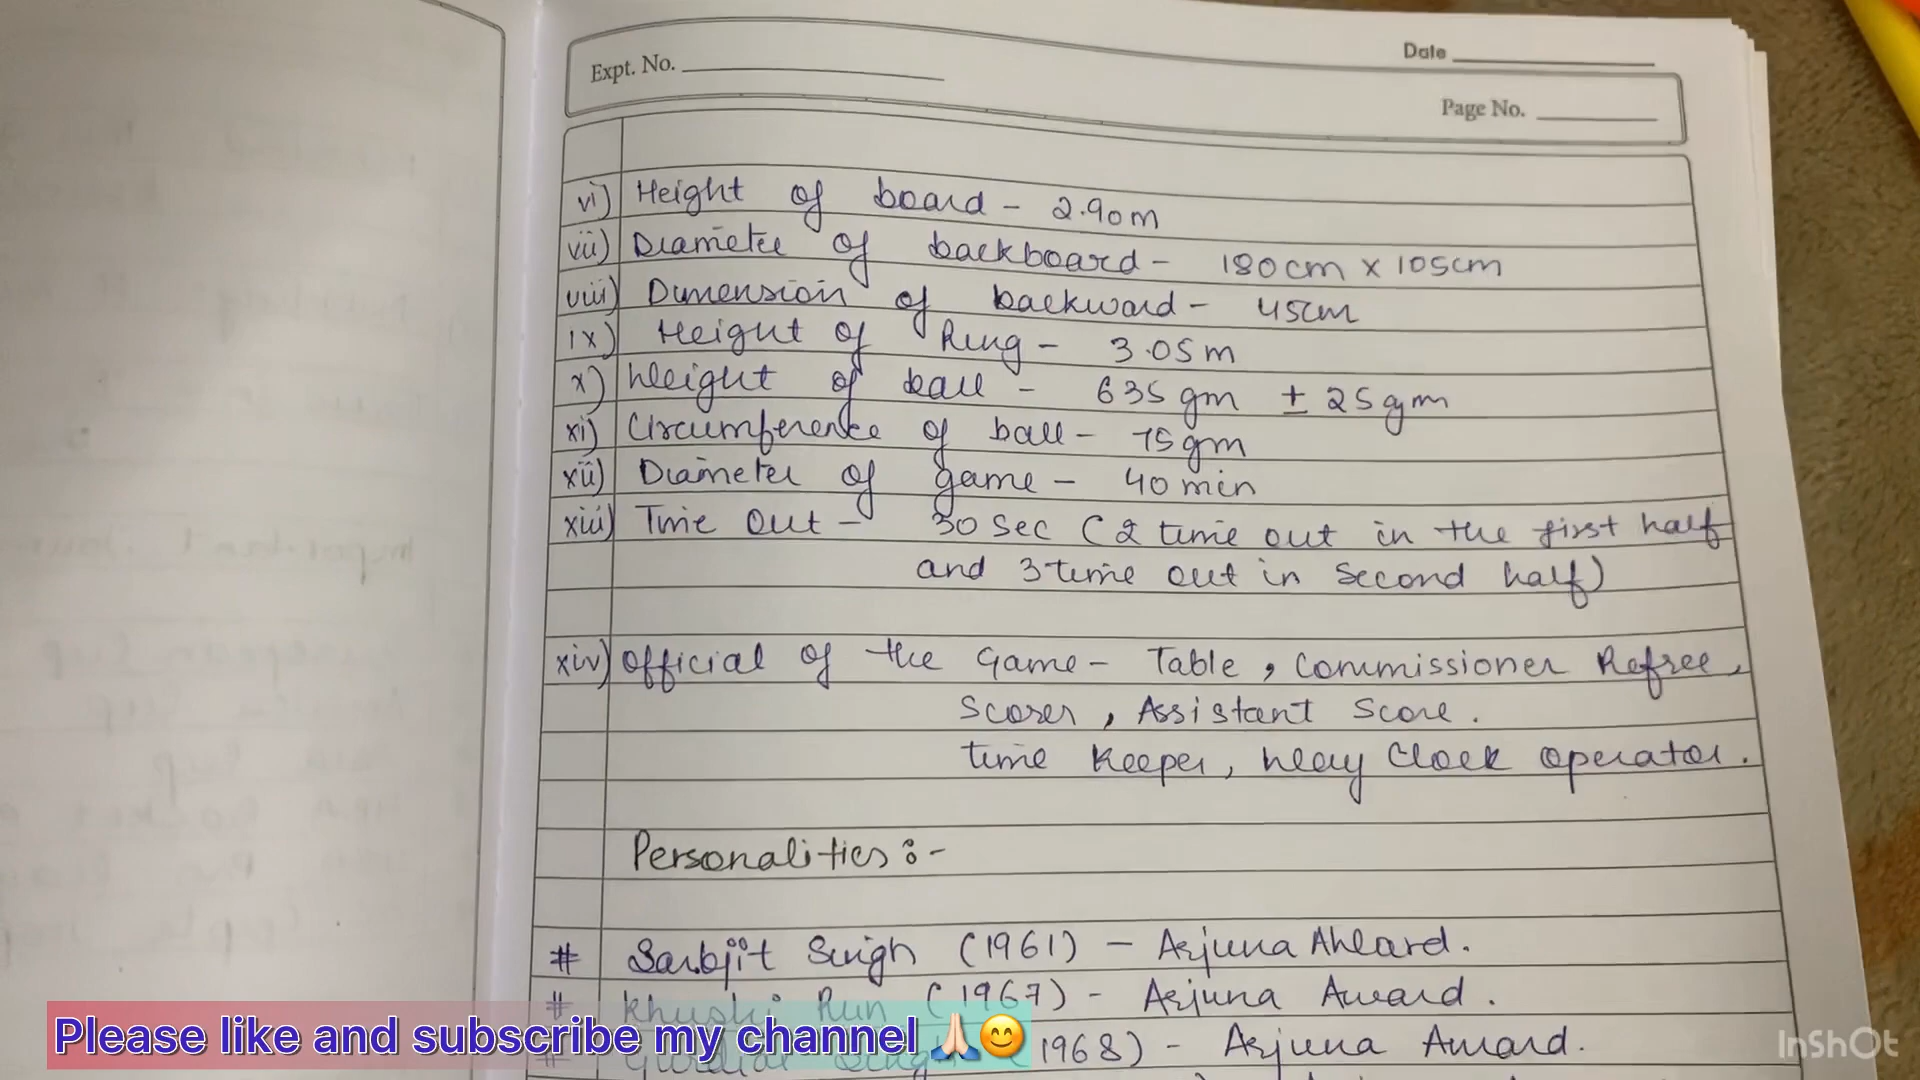 Expt. No.
Date
Page No.
vi) Height of board - 2.90m
vii) Diameter of backboard - 180cm x 105cm
viii) Dimension of backward - 45cm
ix) Height of Ring - 3.05m
x) Weight of ball - 635 gm ± 25gm
xi) Circumference of ball - 75gm
xii) Diameter of game - 40 min
xiii) Time Out - 30 Sec (2 time out in the first half
and 3 time out in second half)
xiv) Official of the Game - Table, Commissioner Refree,
Scorer, Assistant Score.
time keeper, Clock operator.
Personalities :-
# Sarbjit Singh (1961) - Arjuna Award.
# Khushi Run (1967) - Arjuna Award.
# (1968) - Arjuna Award.
Please like and subscribe my channel 🙏🏻😊
InShOt